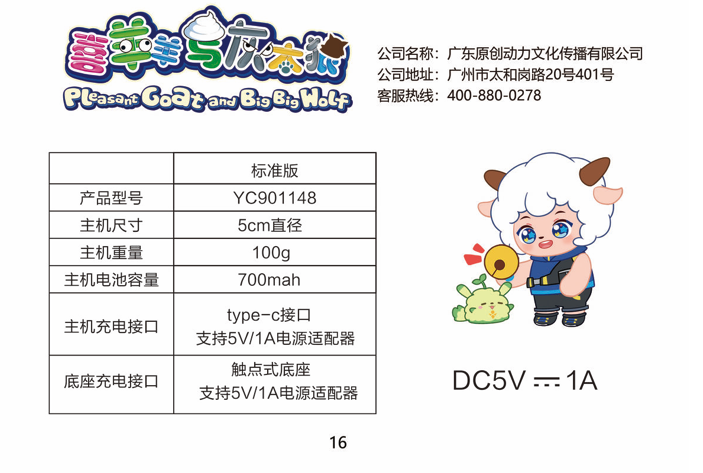 喜羊羊与灰太狼
Pleasant Goat and Big Big Wolf
公司名称：广东原创动力文化传播有限公司
公司地址：广州市太和岗路20号401号
客服热线：400-880-0278
标准版
产品型号 YC901148
主机尺寸 5cm直径
主机重量 100g
主机电池容量 700mah
主机充电接口 type-c接口
支持5V/1A电源适配器
底座充电接口 触点式底座
支持5V/1A电源适配器
DC5V⎓1A
16